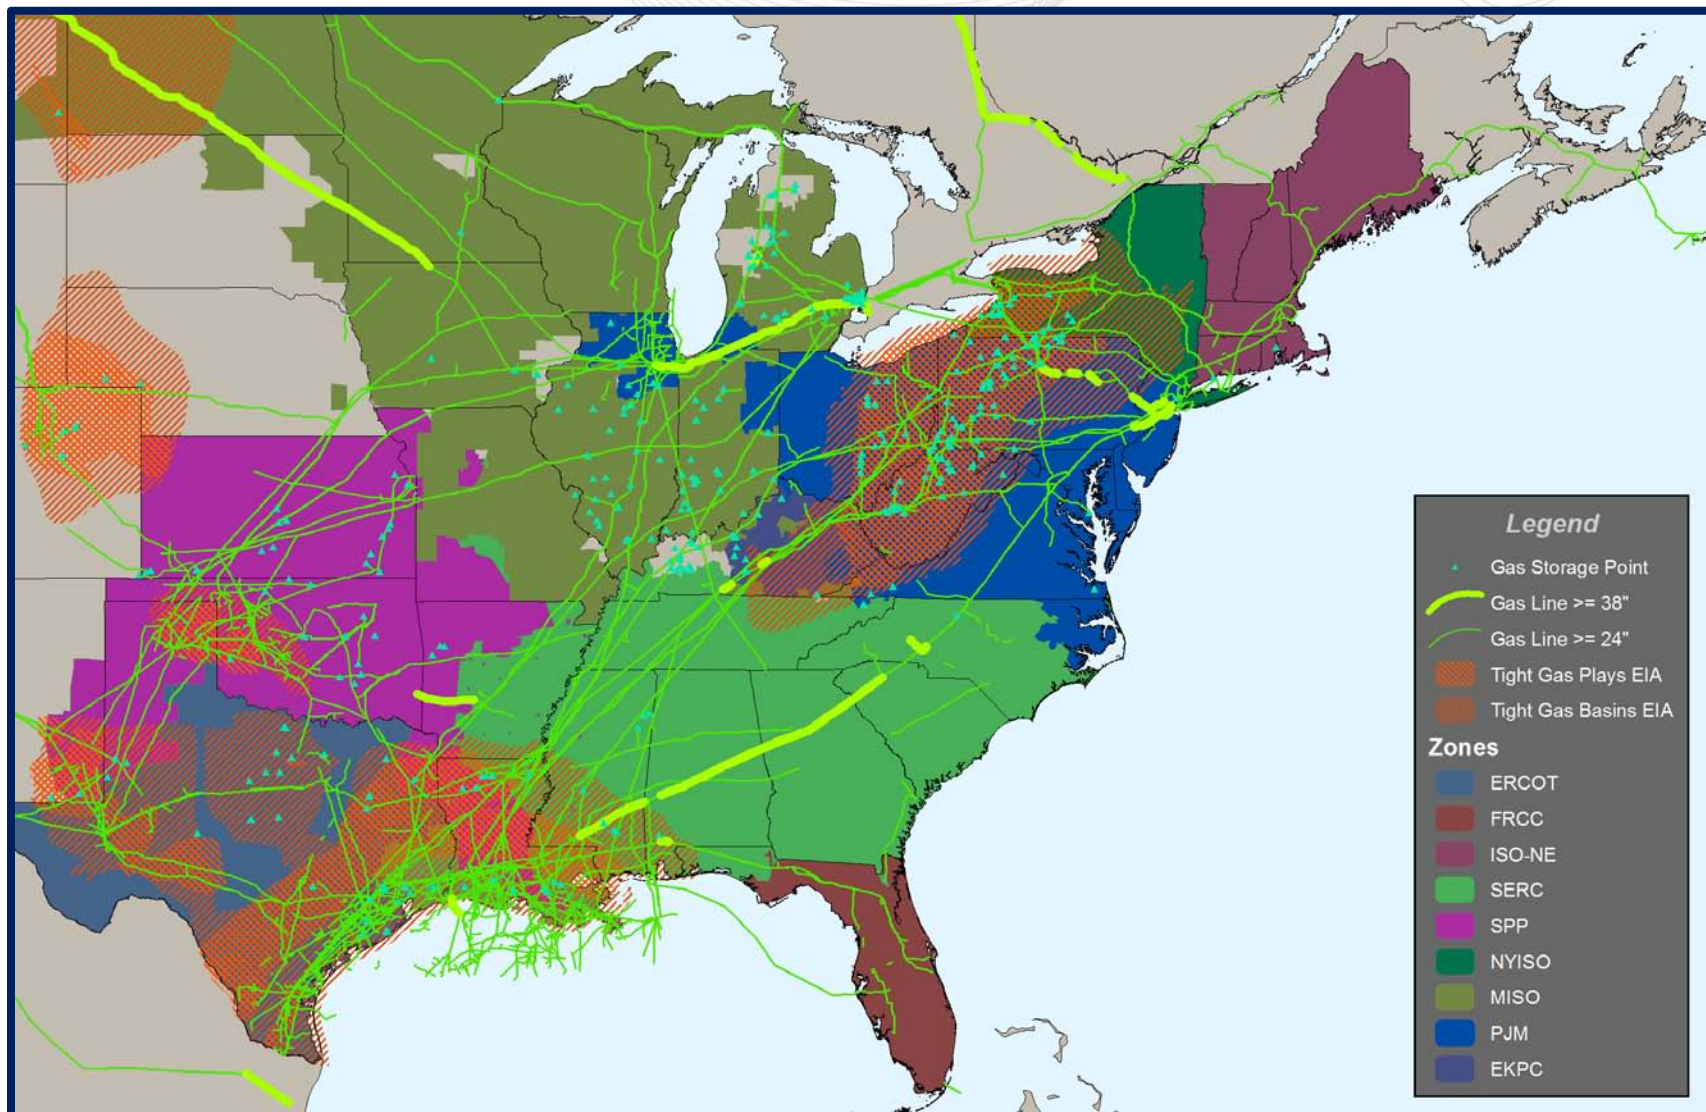 Legend
Gas Storage Point
Gas Line >= 38"
Gas Line >= 24"
Tight Gas Plays EIA
Tight Gas Basins EIA
Zones
ERCOT
FRCC
ISO-NE
SERC
SPP
NYISO
MISO
PJM
EKPC